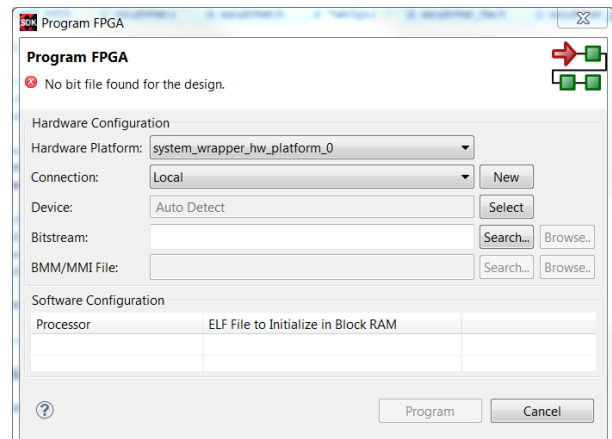 SDK Program FPGA
Program FPGA
No bit file found for the design.
Hardware Configuration
Hardware Platform: system_wrapper_hw_platform_0
Connection: Local New
Device: Auto Detect Select
Bitstream: Search... Browse..
BMM/MMI File: Search... Browse..
Software Configuration
Processor ELF File to Initialize in Block RAM
? Program Cancel